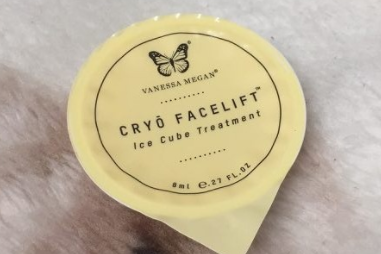 VANESSA MEGAN®
CRYŌ FACELIFT™
Ice Cube Treatment
8ml ℮.27 FL.OZ